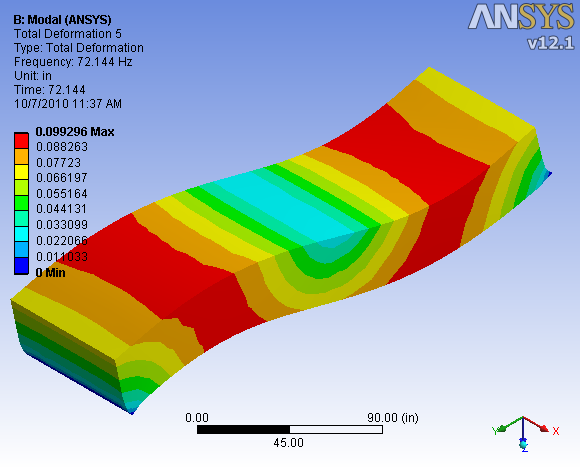 B: Modal (ANSYS)
Total Deformation 5
Type: Total Deformation
Frequency: 72.144 Hz
Unit: in
Time: 72.144
10/7/2010 11:37 AM
ANSYS
v12.1
0.099296 Max
0.088263
0.07723
0.066197
0.055164
0.044131
0.033099
0.022066
0.011033
0 Min
0.00
90.00 (in)
45.00
Y
X
Z